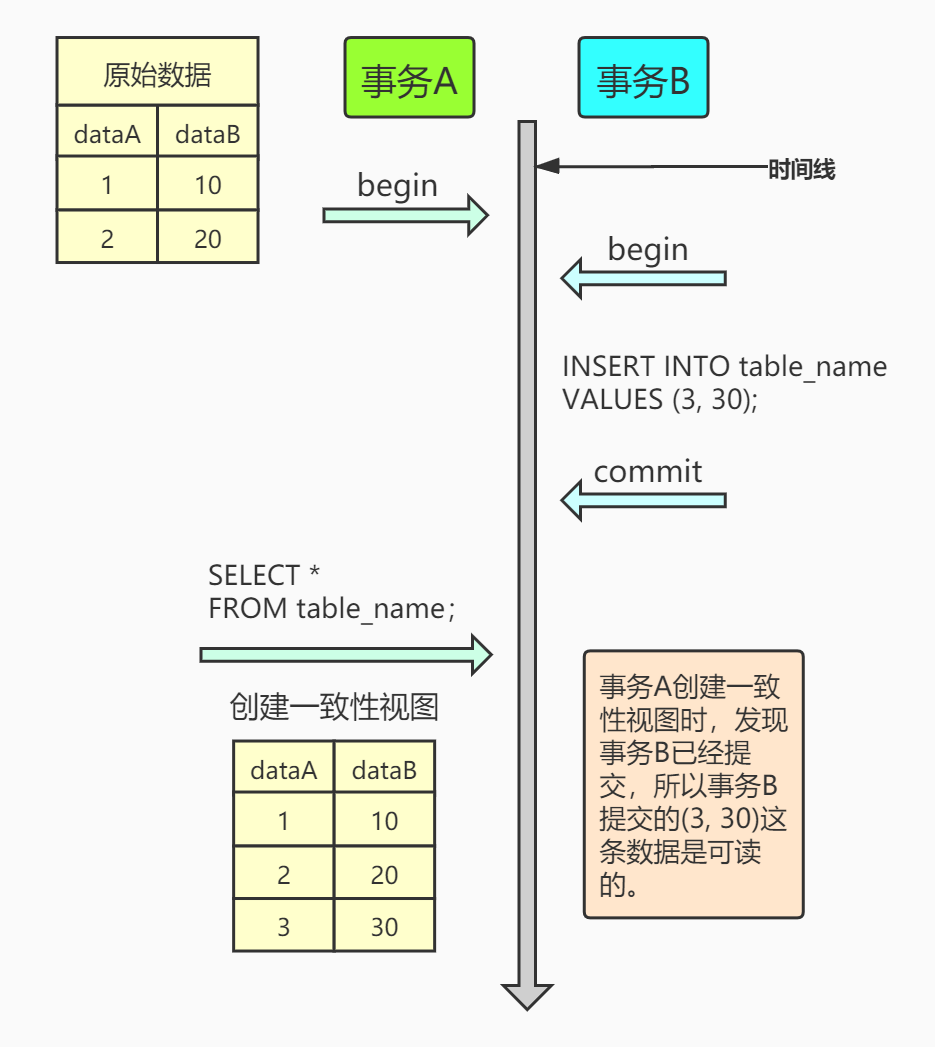 原始数据
dataA dataB
1 10
2 20
事务A
事务B
时间线
begin
begin
INSERT INTO table_name
VALUES (3, 30);
commit
SELECT *
FROM table_name；
创建一致性视图
dataA dataB
1 10
2 20
3 30
事务A创建一致
性视图时，发现
事务B已经提
交，所以事务B
提交的(3, 30)这
条数据是可读
的。